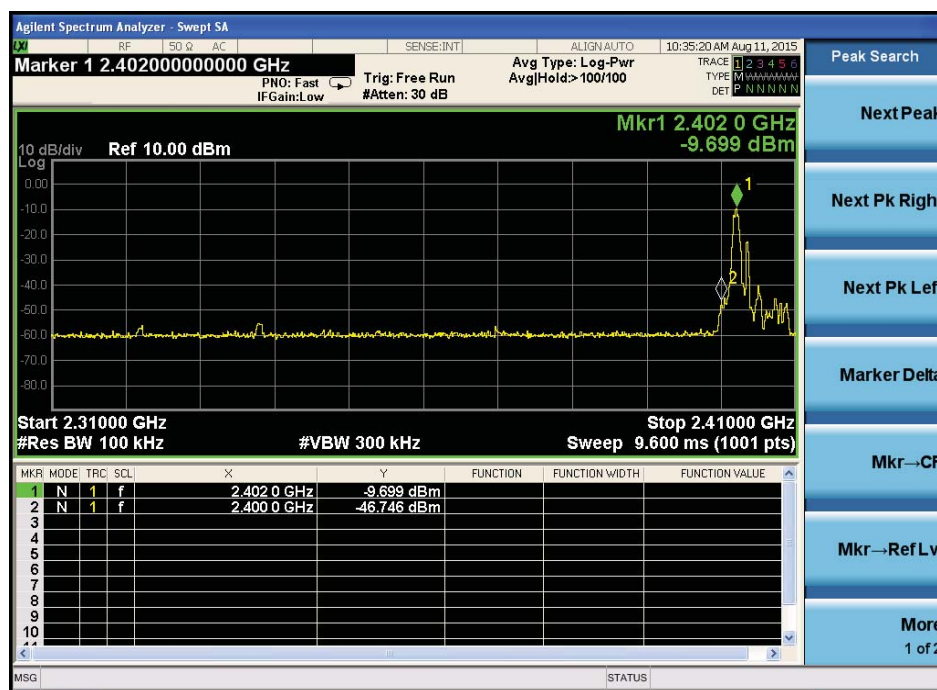 Agilent Spectrum Analyzer - Swept SA
LXI RF 50 Ω AC SENSE:INT ALIGN AUTO 10:35:20 AM Aug 11, 2015
Marker 1 2.402000000000 GHz
PNO: Fast
IFGain:Low
Trig: Free Run
#Atten: 30 dB
Avg Type: Log-Pwr
Avg|Hold:>100/100
TRACE 1 2 3 4 5 6
TYPE M
DET P N N N N N
Mkr1 2.402 0 GHz
-9.699 dBm
10 dB/div Ref 10.00 dBm
Log
0.00
-10.0
-20.0
-30.0
-40.0
-50.0
-60.0
-70.0
-80.0
1
2
Start 2.31000 GHz Stop 2.41000 GHz
#Res BW 100 kHz #VBW 300 kHz Sweep 9.600 ms (1001 pts)
MKR MODE TRC SCL X Y FUNCTION FUNCTION WIDTH FUNCTION VALUE
1 N 1 f 2.402 0 GHz -9.699 dBm
2 N 1 f 2.400 0 GHz -46.746 dBm
3
4
5
6
7
8
9
10
MSG STATUS
Peak Search
Next Peak
Next Pk Righ
Next Pk Lef
Marker Delta
Mkr→CF
Mkr→Ref Lv
More
1 of 2